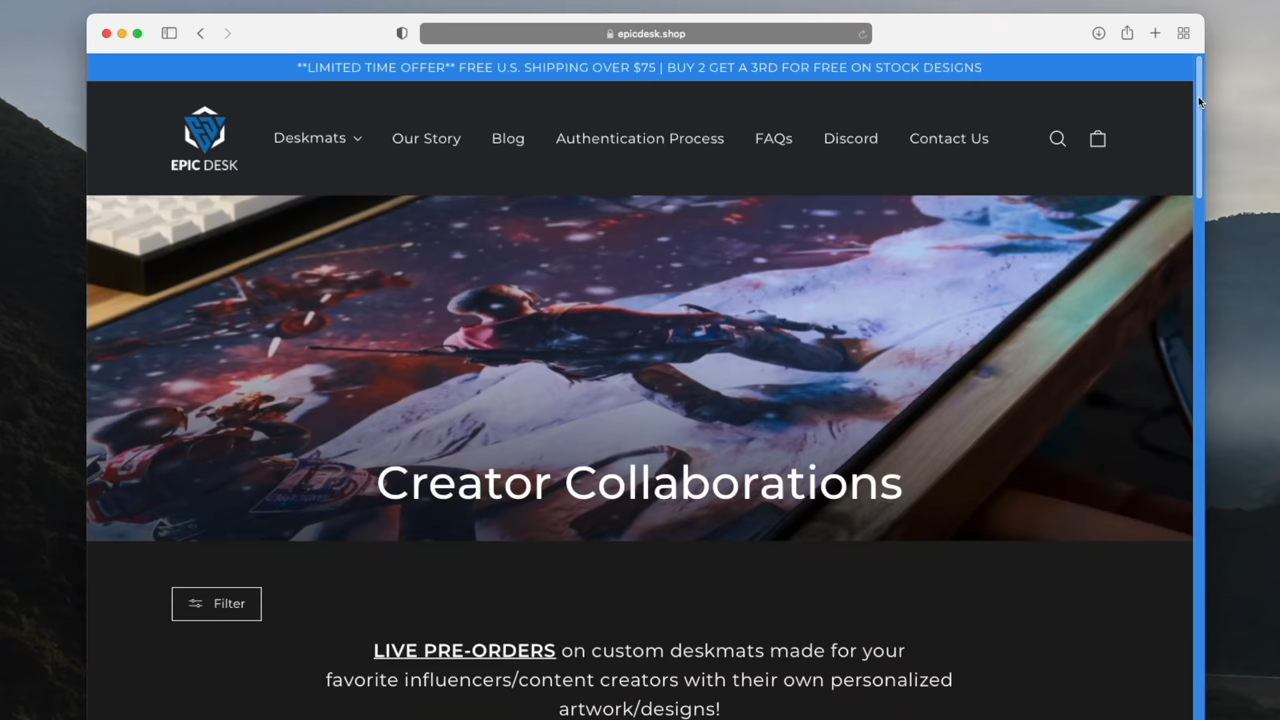 epicdesk.shop
**LIMITED TIME OFFER** FREE U.S. SHIPPING OVER $75 | BUY 2 GET A 3RD FOR FREE ON STOCK DESIGNS
EPIC DESK
Deskmats
Our Story
Blog
Authentication Process
FAQs
Discord
Contact Us
Creator Collaborations
Filter
LIVE PRE-ORDERS on custom deskmats made for your
favorite influencers/content creators with their own personalized
artwork/designs!